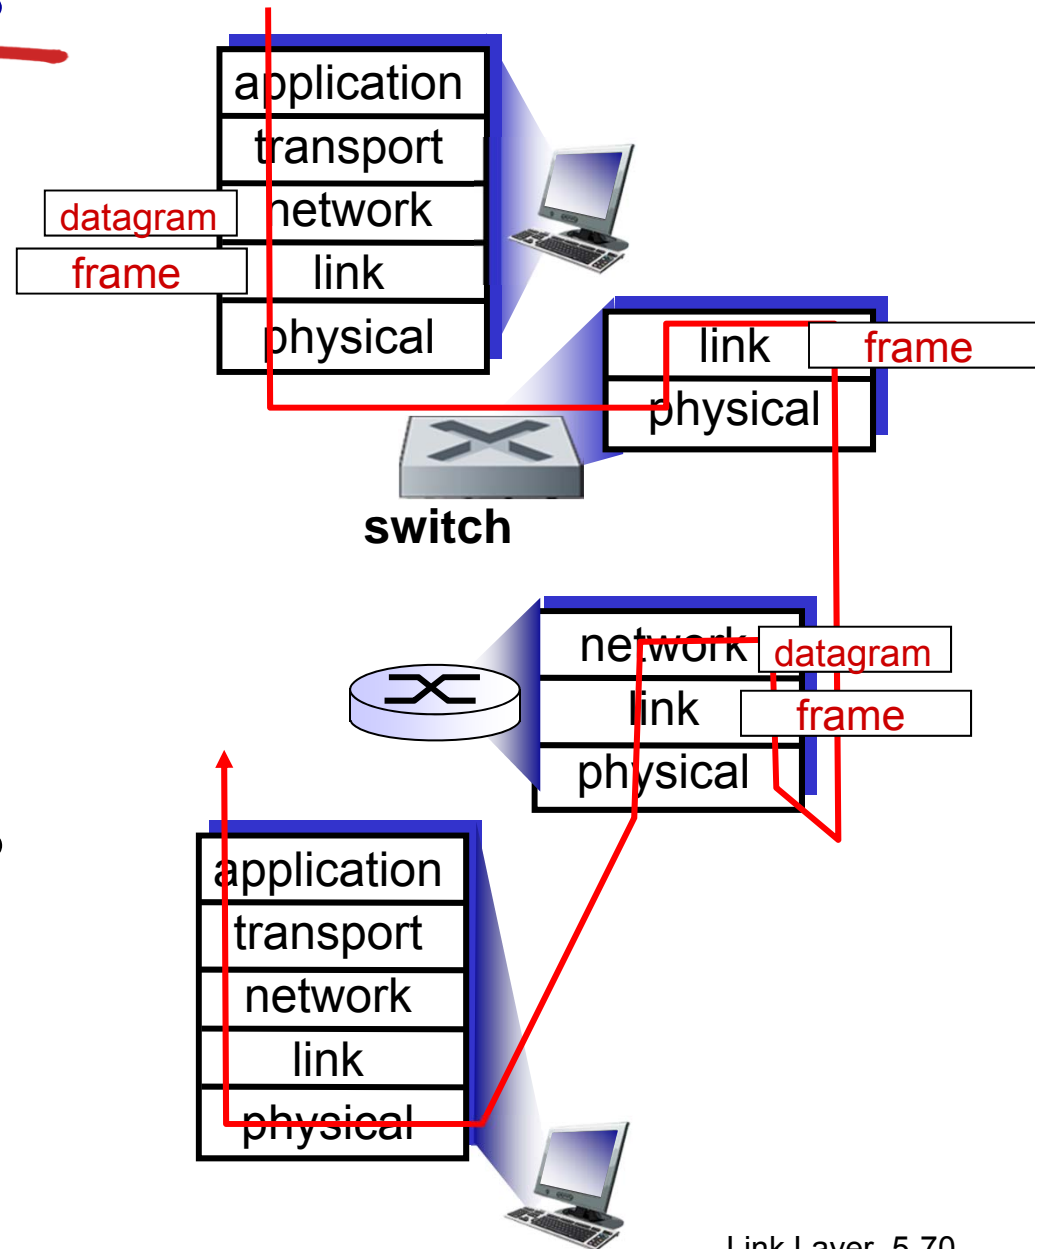 application
transport
datagram
network
frame
link
physical
link
frame
physical
switch
network
datagram
link
frame
physical
application
transport
network
link
physical
Link Layer 5-70